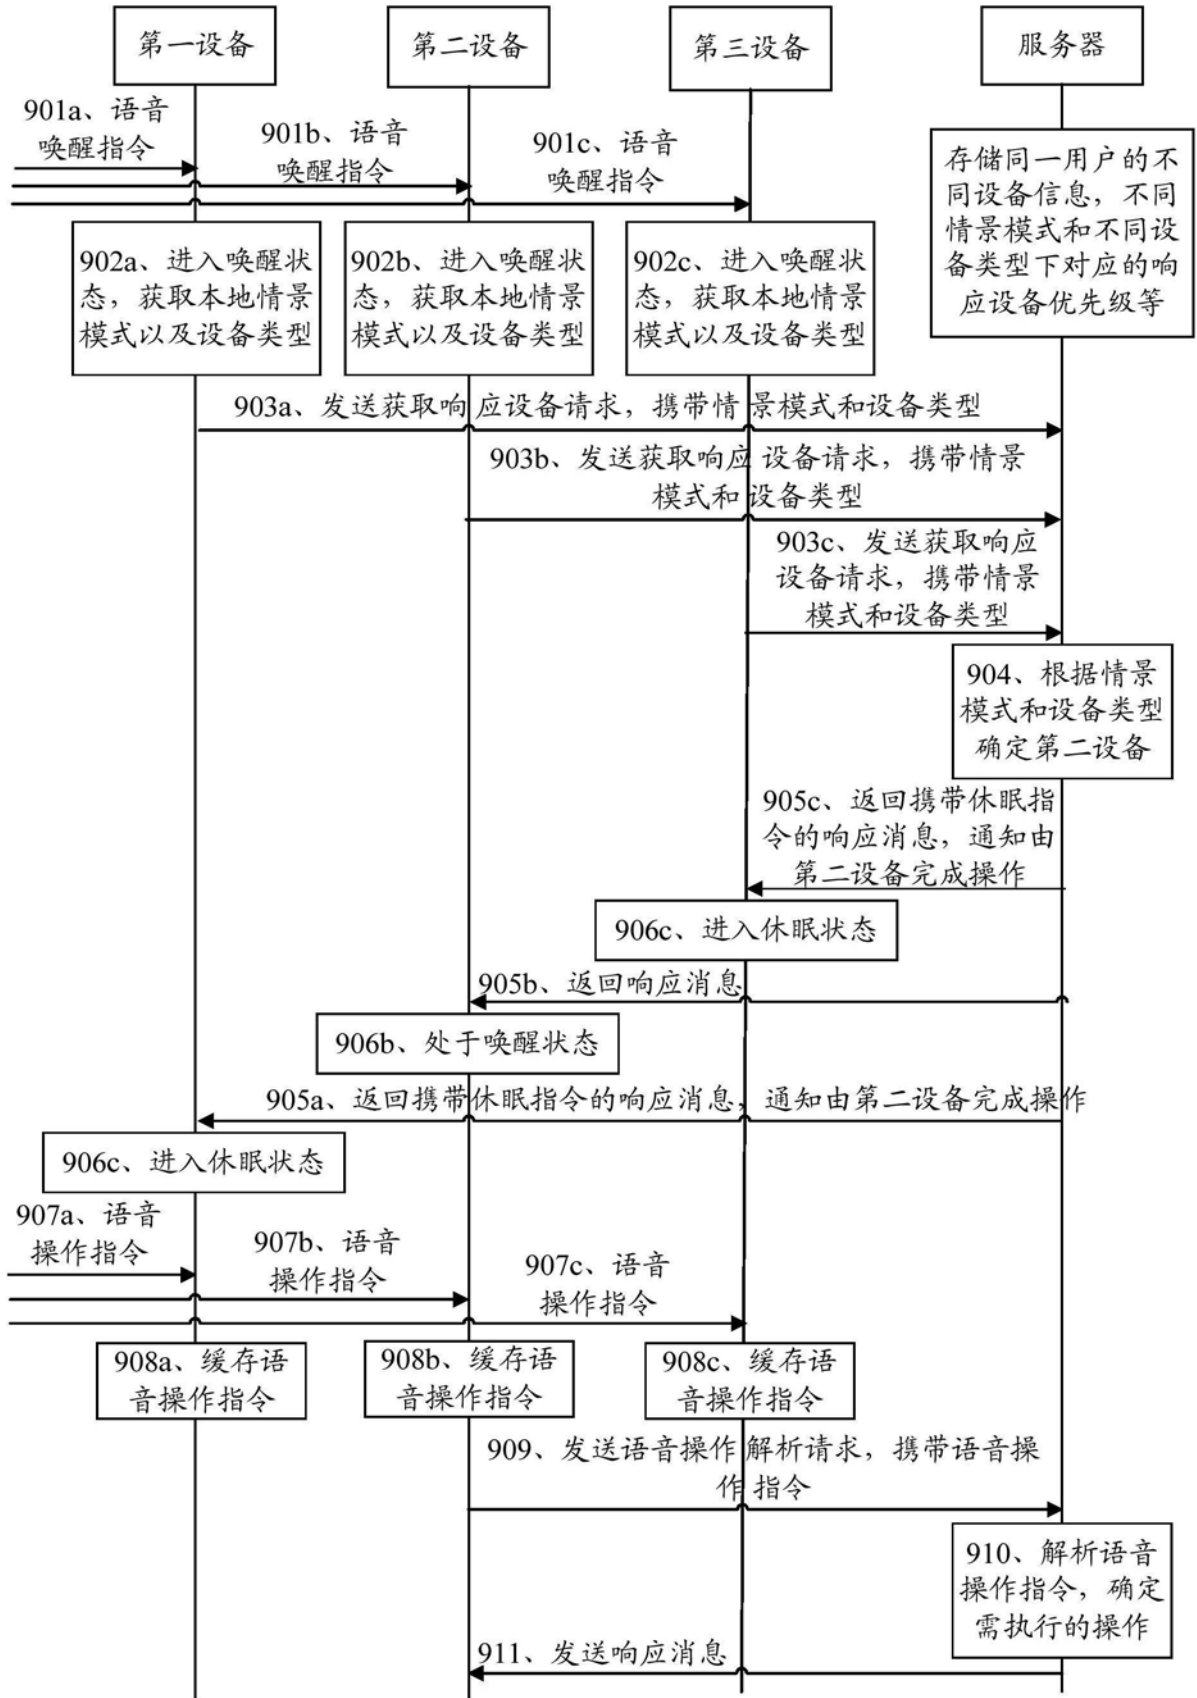 第一设备
第二设备
第三设备
服务器
901a、语音
唤醒指令
901b、语音
唤醒指令
901c、语音
唤醒指令
存储同一用户的不
同设备信息，不同
情景模式和不同设
备类型下对应的响
应设备优先级等
902a、进入唤醒状
态，获取本地情景
模式以及设备类型
902b、进入唤醒状
态，获取本地情景
模式以及设备类型
902c、进入唤醒状
态，获取本地情景
模式以及设备类型
903a、发送获取响应设备请求，携带情景模式和设备类型
903b、发送获取响应设备请求，携带情景
模式和设备类型
903c、发送获取响应
设备请求，携带情景
模式和设备类型
904、根据情景
模式和设备类型
确定第二设备
905c、返回携带休眠指
令的响应消息，通知由
第二设备完成操作
906c、进入休眠状态
905b、返回响应消息
906b、处于唤醒状态
905a、返回携带休眠指令的响应消息，通知由第二设备完成操作
906c、进入休眠状态
907a、语音
操作指令
907b、语音
操作指令
907c、语音
操作指令
908a、缓存语
音操作指令
908b、缓存语
音操作指令
908c、缓存语
音操作指令
909、发送语音操作解析请求，携带语音操
作指令
910、解析语音
操作指令，确定
需执行的操作
911、发送响应消息